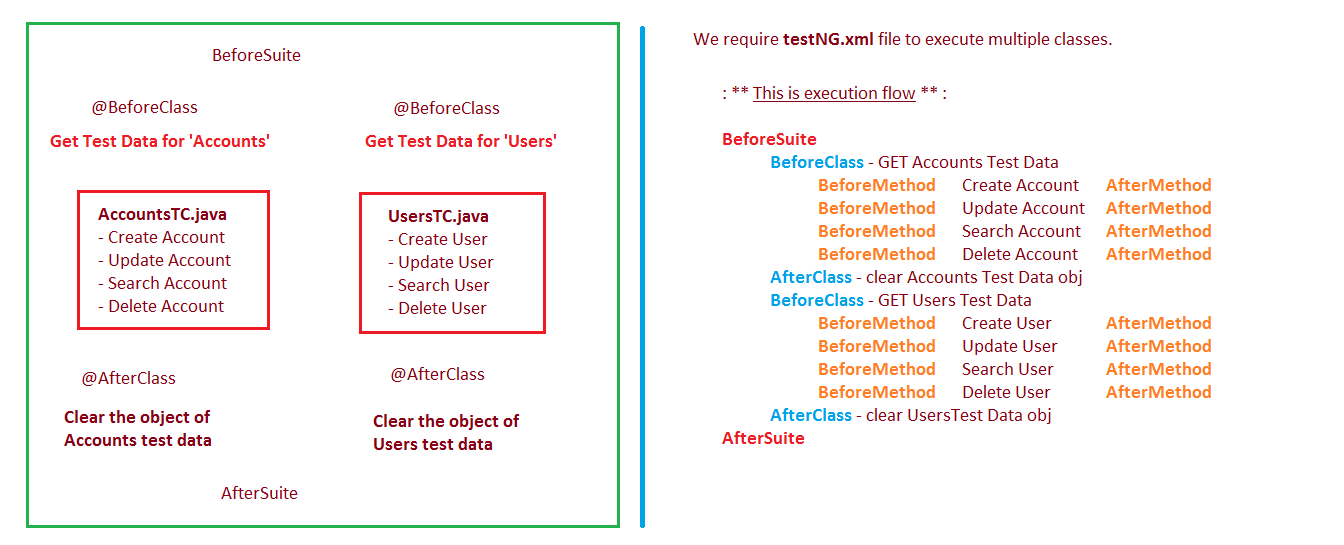 BeforeSuite
@BeforeClass
Get Test Data for 'Accounts'
AccountsTC.java
- Create Account
- Update Account
- Search Account
- Delete Account
@AfterClass
Clear the object of
Accounts test data
@BeforeClass
Get Test Data for 'Users'
UsersTC.java
- Create User
- Update User
- Search User
- Delete User
@AfterClass
Clear the object of
Users test data
AfterSuite
We require testNG.xml file to execute multiple classes.
: ** This is execution flow ** :
BeforeSuite
BeforeClass - GET Accounts Test Data
BeforeMethod Create Account AfterMethod
BeforeMethod Update Account AfterMethod
BeforeMethod Search Account AfterMethod
BeforeMethod Delete Account AfterMethod
AfterClass - clear Accounts Test Data obj
BeforeClass - GET Users Test Data
BeforeMethod Create User AfterMethod
BeforeMethod Update User AfterMethod
BeforeMethod Search User AfterMethod
BeforeMethod Delete User AfterMethod
AfterClass - clear UsersTest Data obj
AfterSuite